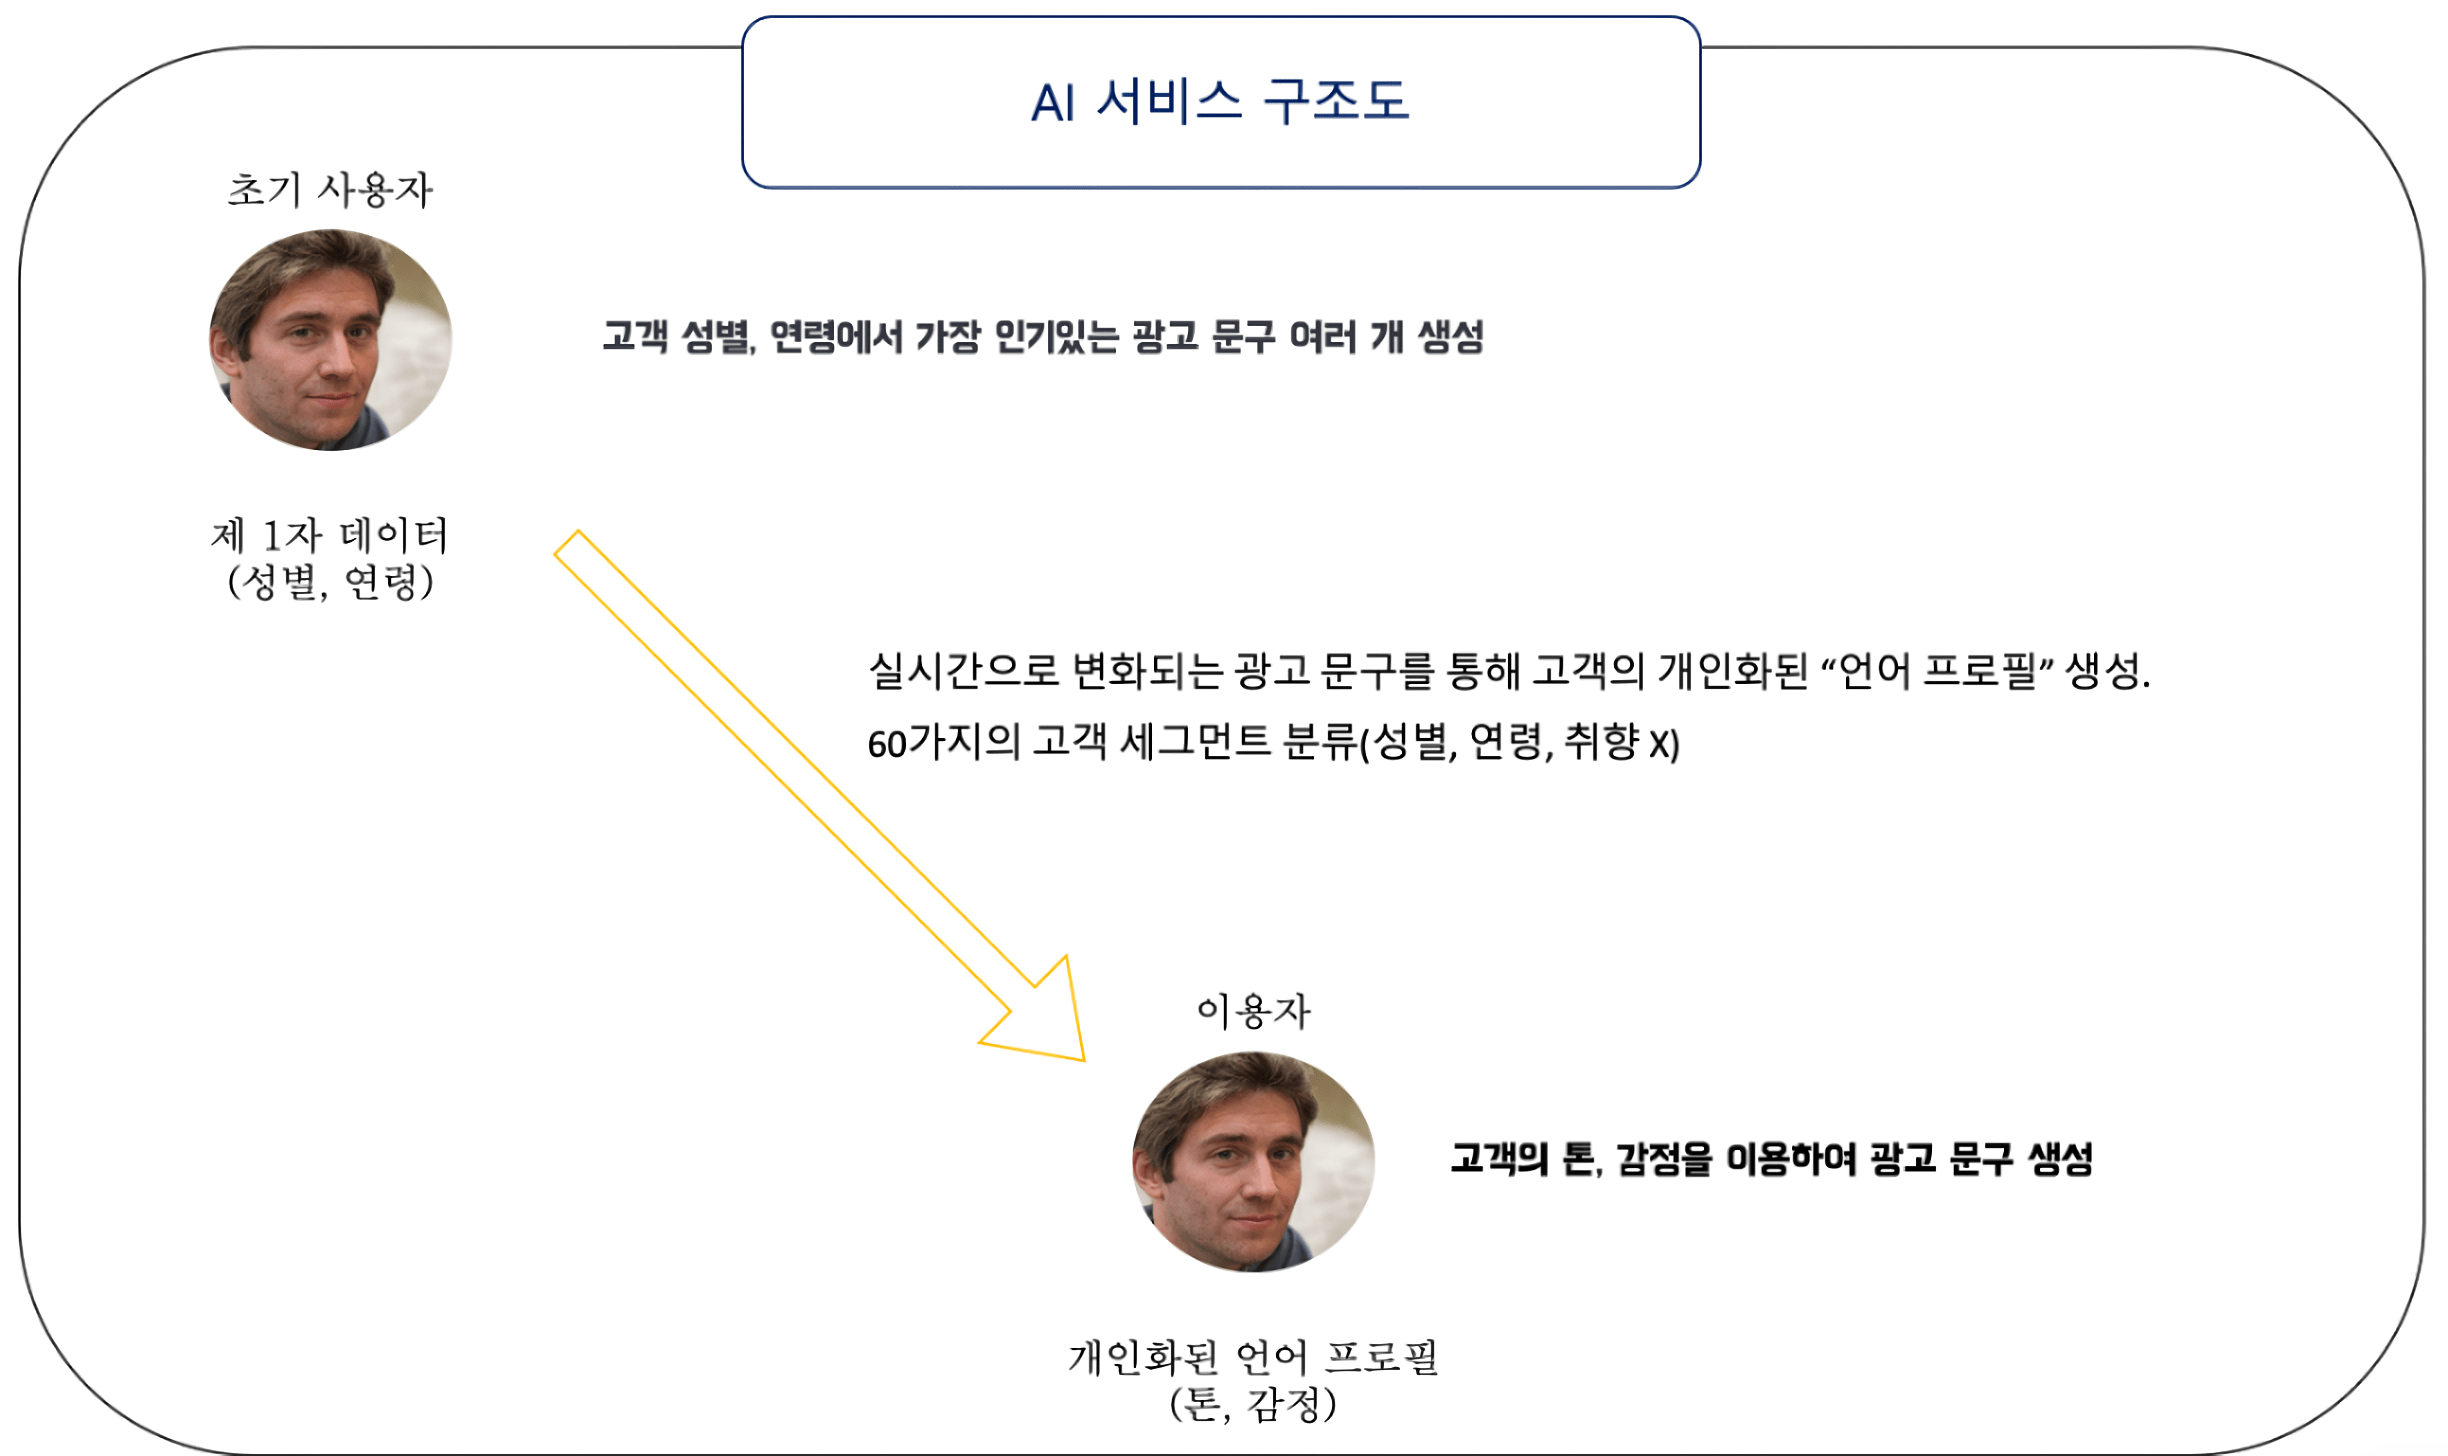 AI 서비스 구조도
초기 사용자
고객 성별, 연령에서 가장 인기있는 광고 문구 여러 개 생성
제 1자 데이터
(성별, 연령)
실시간으로 변화되는 광고 문구를 통해 고객의 개인화된 “언어 프로필” 생성.
60가지의 고객 세그먼트 분류(성별, 연령, 취향 X)
이용자
고객의 톤, 감정을 이용하여 광고 문구 생성
개인화된 언어 프로필
(톤, 감정)